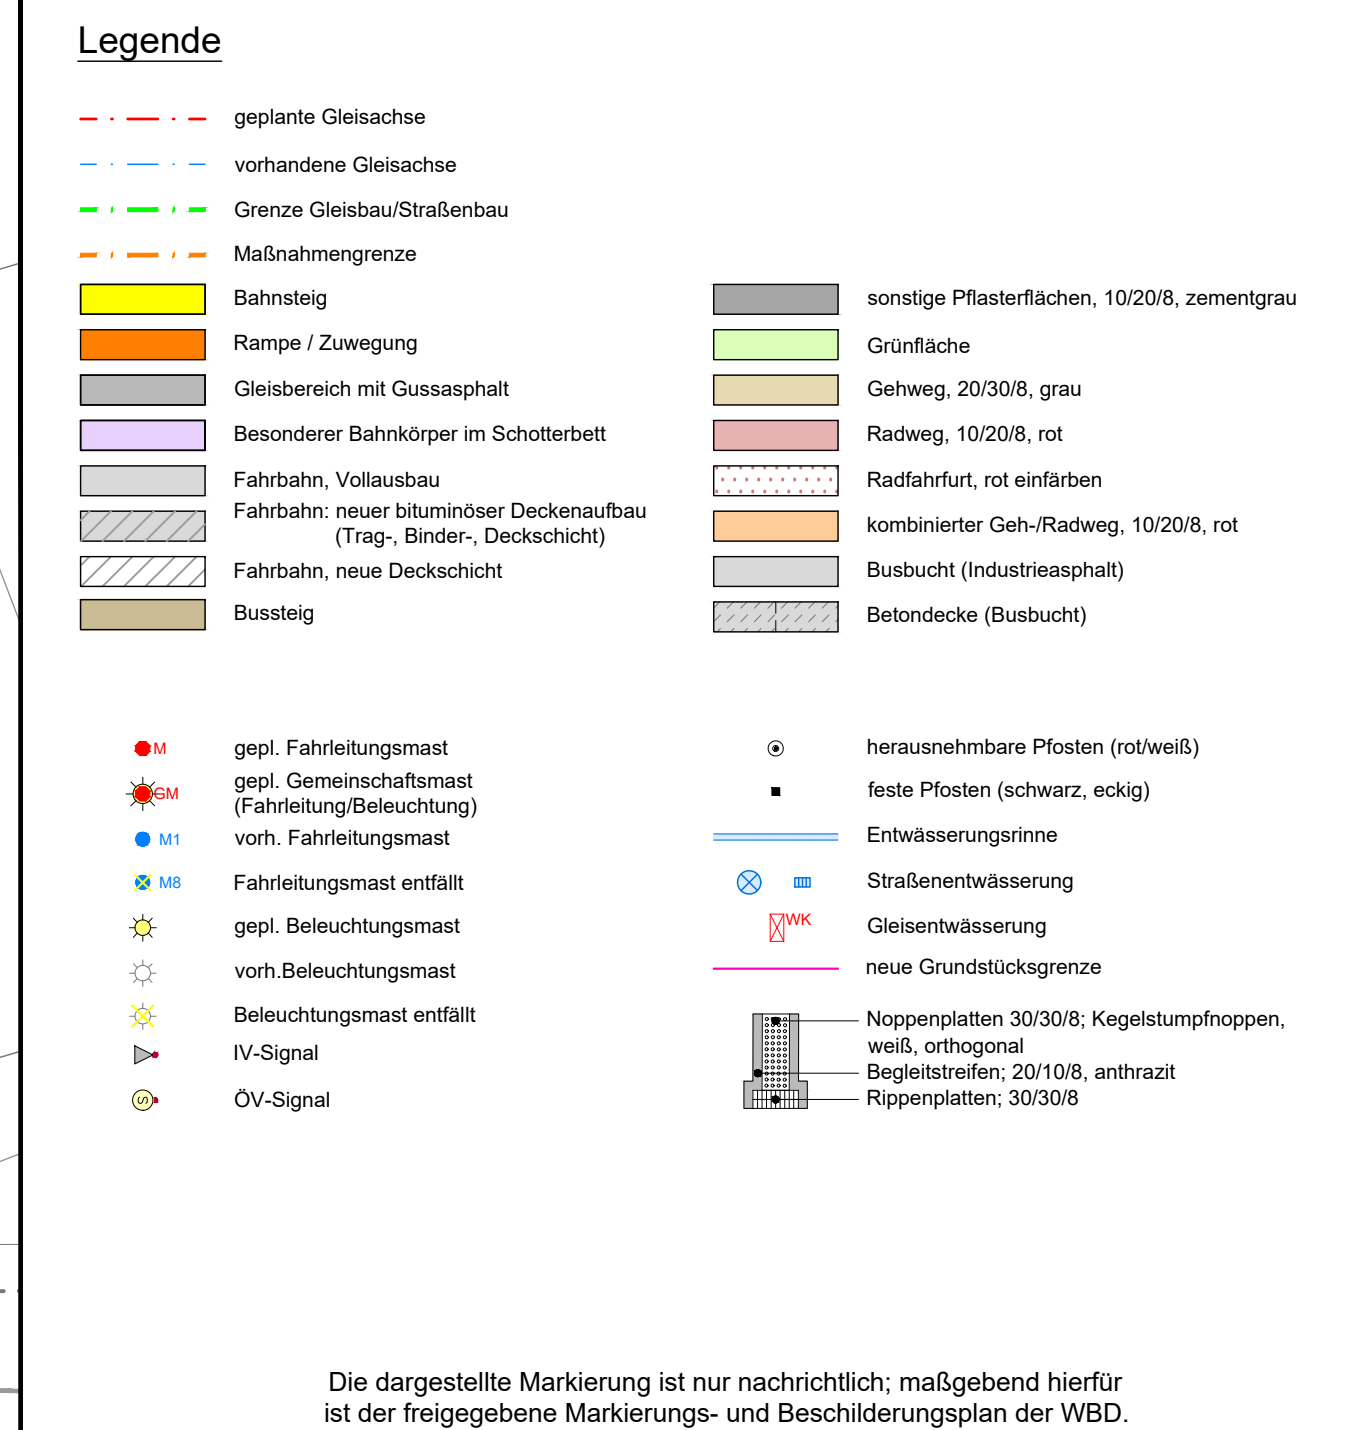 Legende
geplante Gleisachse
vorhandene Gleisachse
Grenze Gleisbau/Straßenbau
Maßnahmengrenze
Bahnsteig
Rampe / Zuwegung
Gleisbereich mit Gussasphalt
Besonderer Bahnkörper im Schotterbett
Fahrbahn, Vollausbau
Fahrbahn: neuer bituminöser Deckenaufbau
(Trag-, Binder-, Deckschicht)
Fahrbahn, neue Deckschicht
Bussteig
sonstige Pflasterflächen, 10/20/8, zementgrau
Grünfläche
Gehweg, 20/30/8, grau
Radweg, 10/20/8, rot
Radfahrfurt, rot einfärben
kombinierter Geh-/Radweg, 10/20/8, rot
Busbucht (Industrieasphalt)
Betondecke (Busbucht)
M gepl. Fahrleitungsmast
GM gepl. Gemeinschaftsmast
(Fahrleitung/Beleuchtung)
M1 vorh. Fahrleitungsmast
M8 Fahrleitungsmast entfällt
gepl. Beleuchtungsmast
vorh.Beleuchtungsmast
Beleuchtungsmast entfällt
IV-Signal
S ÖV-Signal
herausnehmbare Pfosten (rot/weiß)
feste Pfosten (schwarz, eckig)
Entwässerungsrinne
Straßenentwässerung
WK Gleisentwässerung
neue Grundstücksgrenze
Noppenplatten 30/30/8; Kegelstumpfnoppen,
weiß, orthogonal
Begleitstreifen; 20/10/8, anthrazit
Rippenplatten; 30/30/8
Die dargestellte Markierung ist nur nachrichtlich; maßgebend hierfür
ist der freigegebene Markierungs- und Beschilderungsplan der WBD.